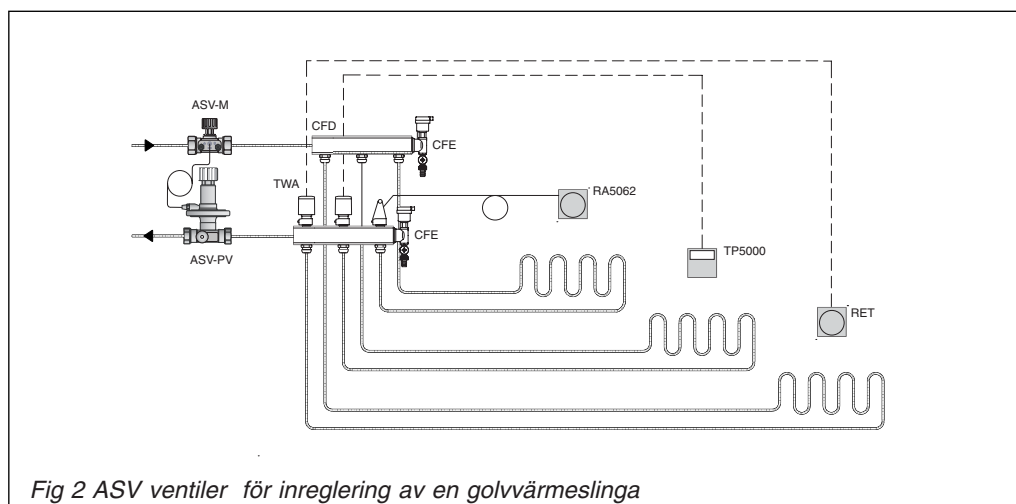 ASV-M
CFD
CFE
TWA
RA5062
CFE
ASV-PV
TP5000
RET
Fig 2 ASV ventiler för inreglering av en golvvärmeslinga